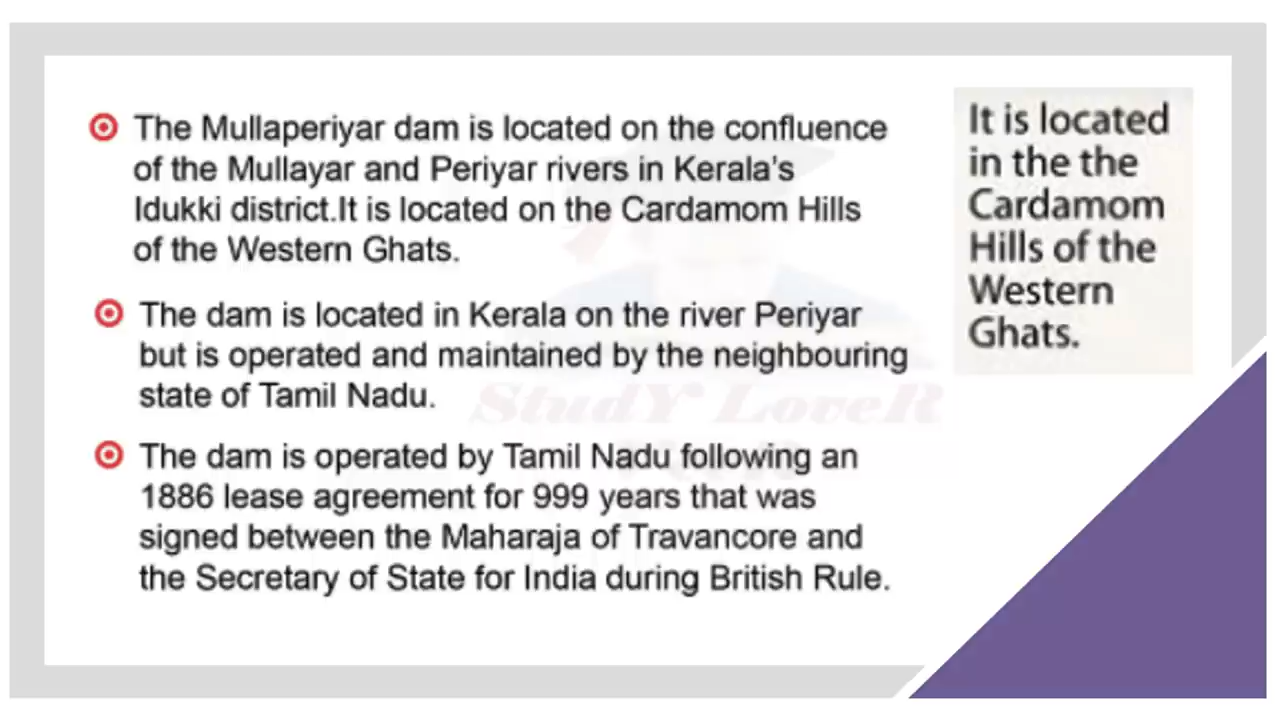 The Mullaperiyar dam is located on the confluence
of the Mullayar and Periyar rivers in Kerala's
Idukki district.It is located on the Cardamom Hills
of the Western Ghats.
The dam is located in Kerala on the river Periyar
but is operated and maintained by the neighbouring
state of Tamil Nadu.
The dam is operated by Tamil Nadu following an
1886 lease agreement for 999 years that was
signed between the Maharaja of Travancore and
the Secretary of State for India during British Rule.
It is located
in the the
Cardamom
Hills of the
Western
Ghats.
StudY LoveR